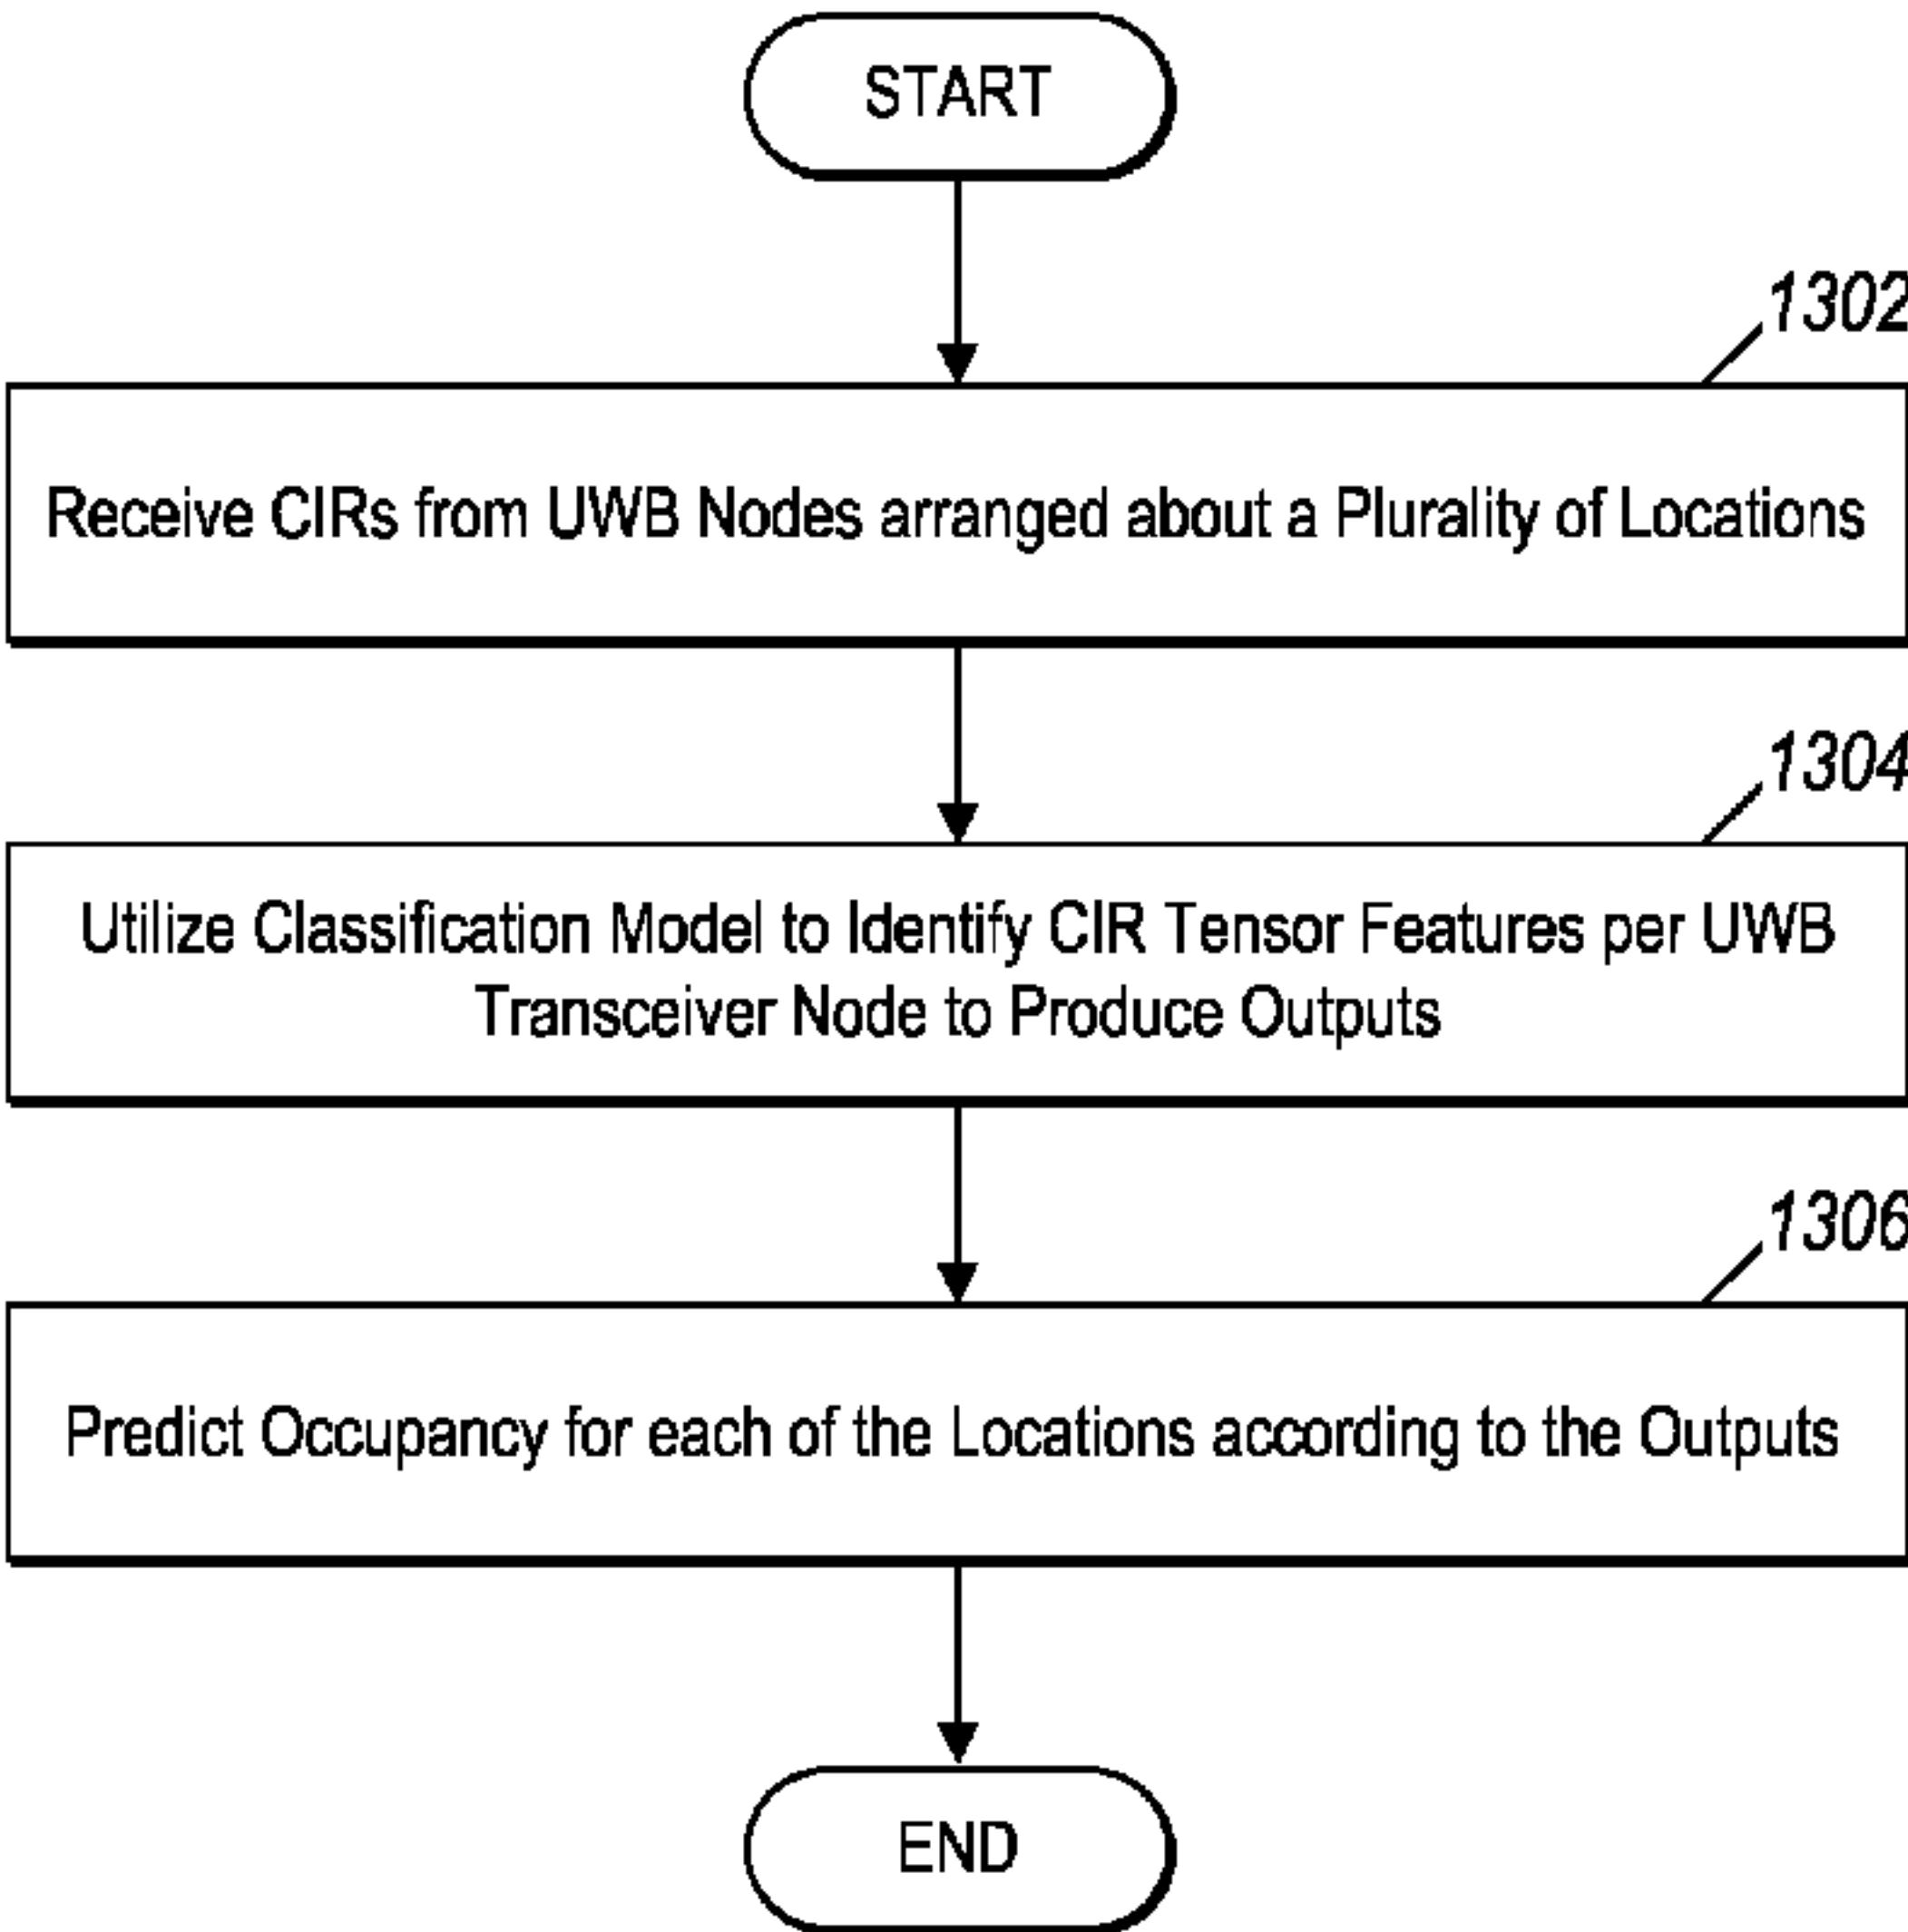 START
1302
Receive CIRs from UWB Nodes arranged about a Plurality of Locations
1304
Utilize Classification Model to Identify CIR Tensor Features per UWB
Transceiver Node to Produce Outputs
1306
Predict Occupancy for each of the Locations according to the Outputs
END